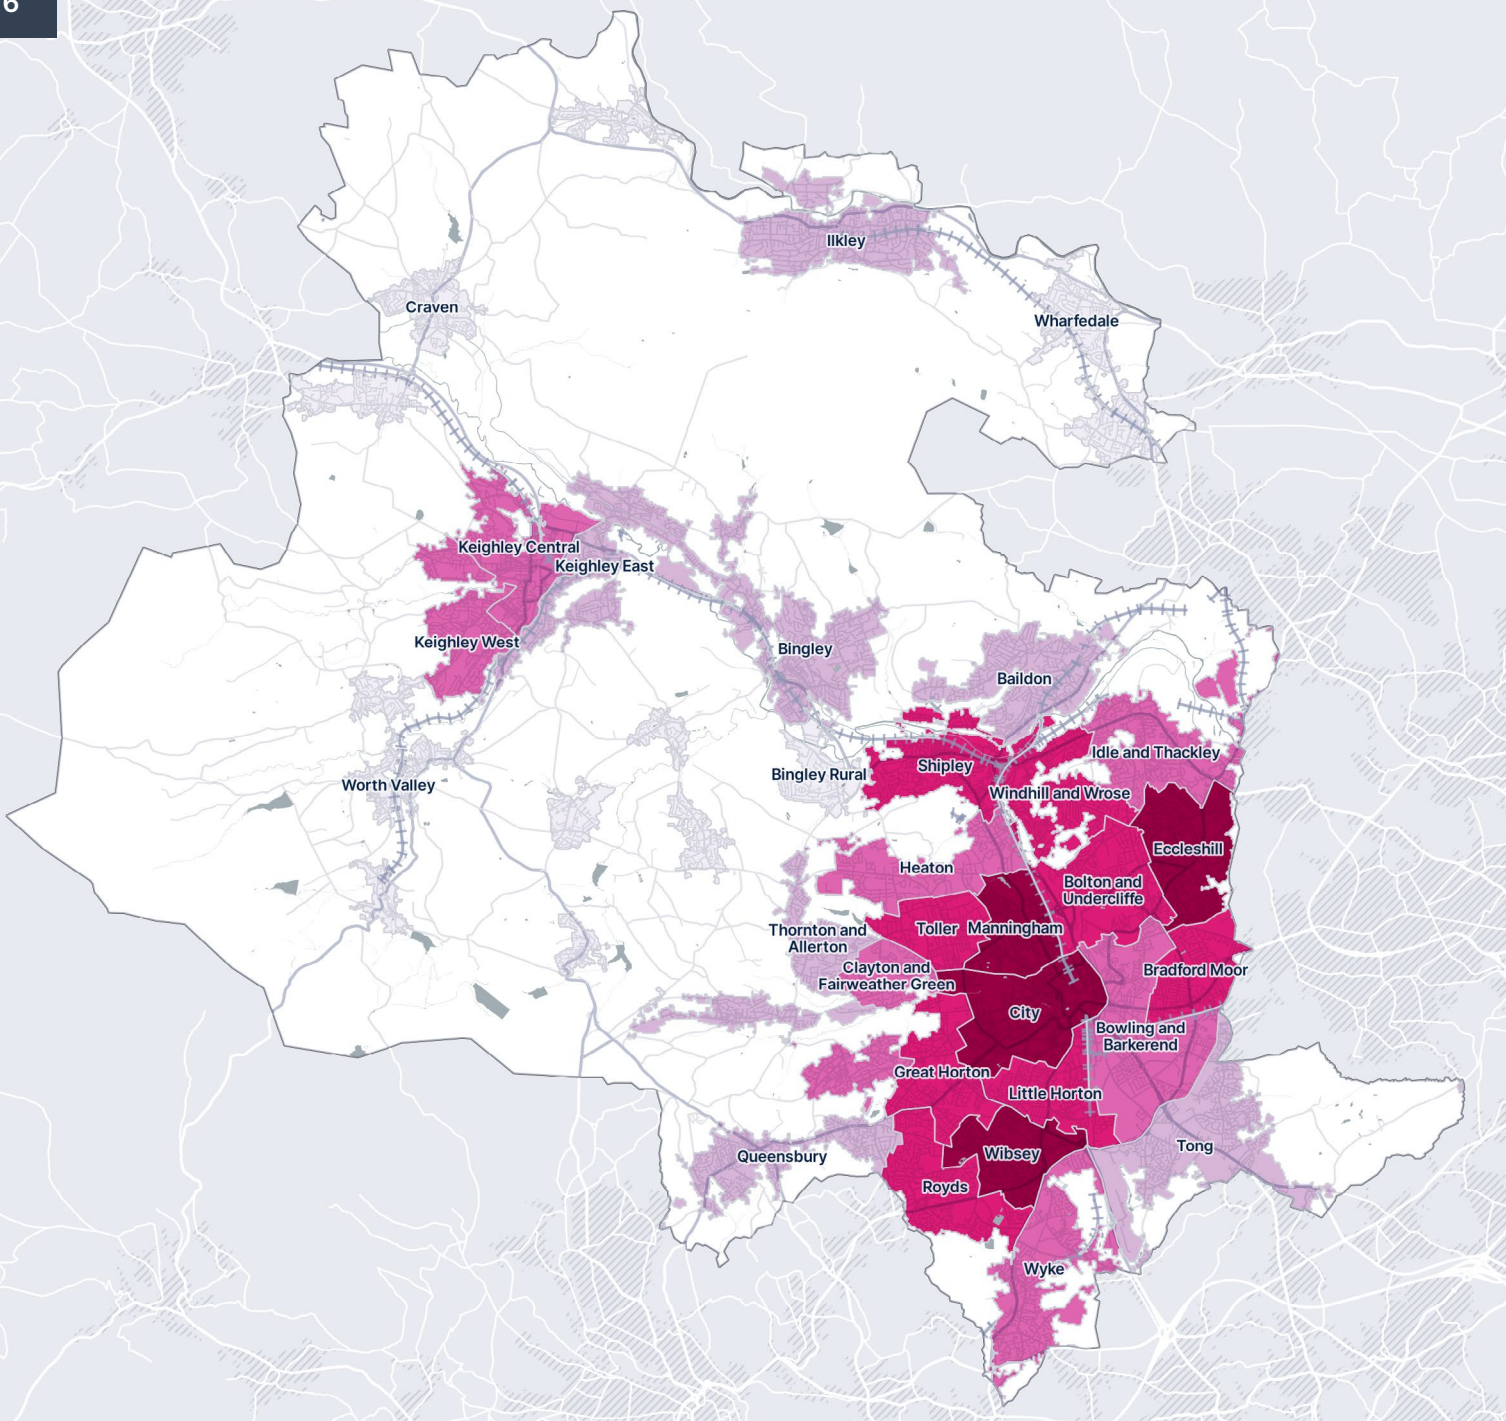 6
Ilkley
Craven
Wharfedale
Keighley Central
Keighley East
Keighley West
Bingley
Baildon
Idle and Thackley
Shipley
Bingley Rural
Worth Valley
Windhill and Wrose
Eccleshill
Heaton
Bolton and
Undercliffe
Thornton and
Allerton
Toller
Manningham
Clayton and
Fairweather Green
Bradford Moor
City
Bowling and
Barkerend
Great Horton
Little Horton
Queensbury
Wibsey
Tong
Royds
Wyke